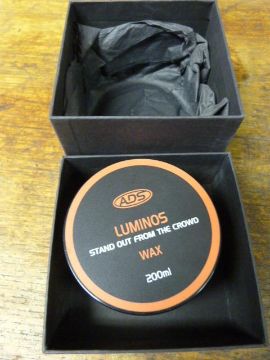 ADS
LUMINOS
STAND OUT FROM THE CROWD
WAX
200ml